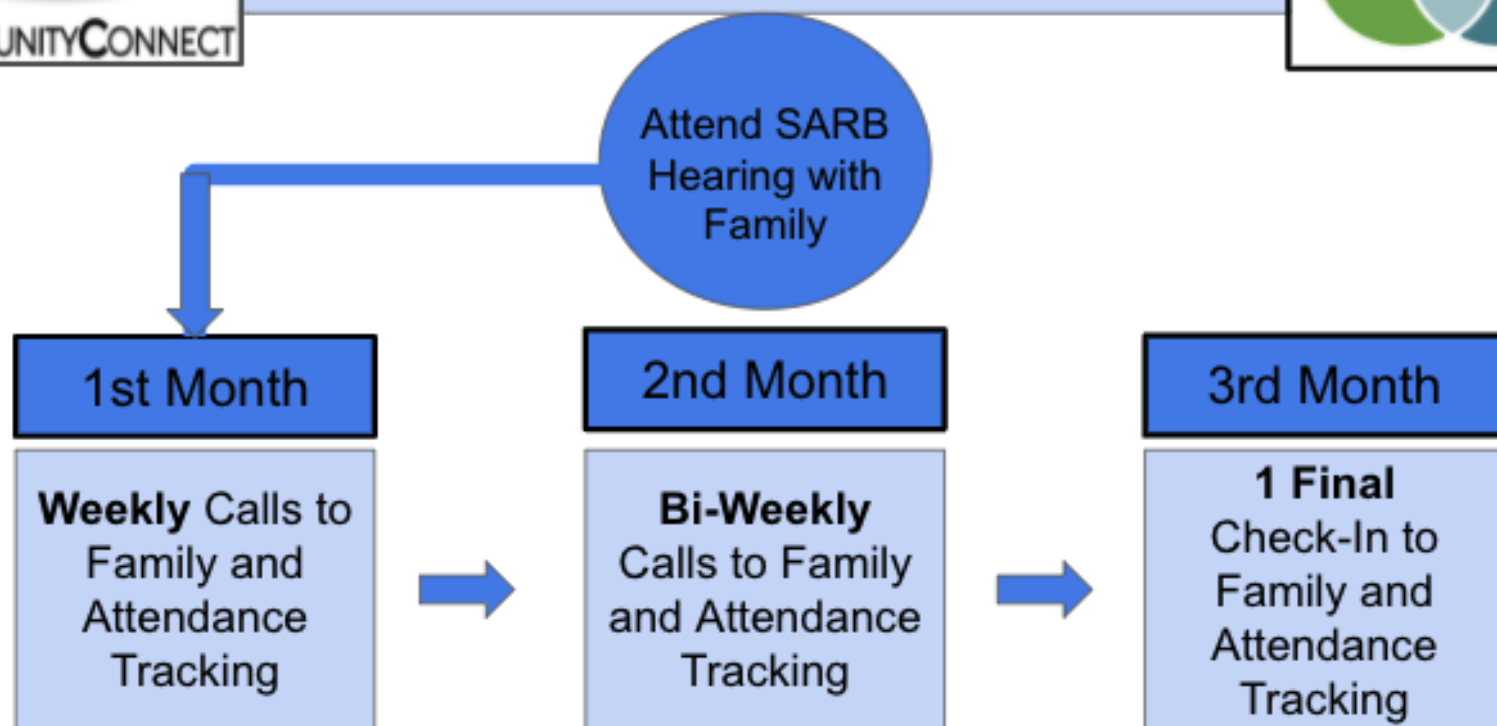 UNITYCONNECT
Attend SARB
Hearing with
Family
1st Month
2nd Month
3rd Month
Weekly Calls to
Family and
Attendance
Tracking
Bi-Weekly
Calls to Family
and Attendance
Tracking
1 Final
Check-In to
Family and
Attendance
Tracking